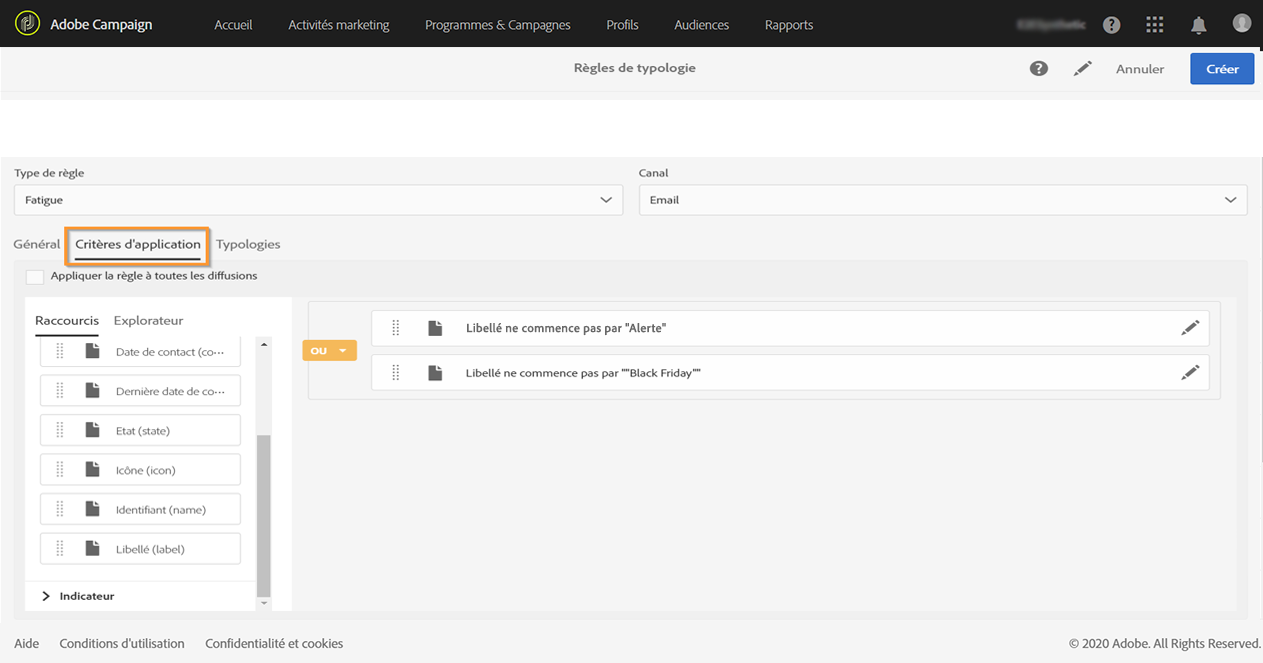 Adobe Campaign Accueil Activités marketing Programmes & Campagnes Profils Audiences Rapports
Règles de typologie Annuler Créer
Type de règle Canal
Fatigue Email
Général Critères d'application Typologies
Appliquer la règle à toutes les diffusions
Raccourcis Explorateur
Date de contact (co···
Dernière date de co···
Etat (state)
Icône (icon)
Identifiant (name)
Libellé (label)
Indicateur
OU
Libellé ne commence pas par "Alerte"
Libellé ne commence pas par ""Black Friday""
Aide Conditions d'utilisation Confidentialité et cookies © 2020 Adobe. All Rights Reserved.